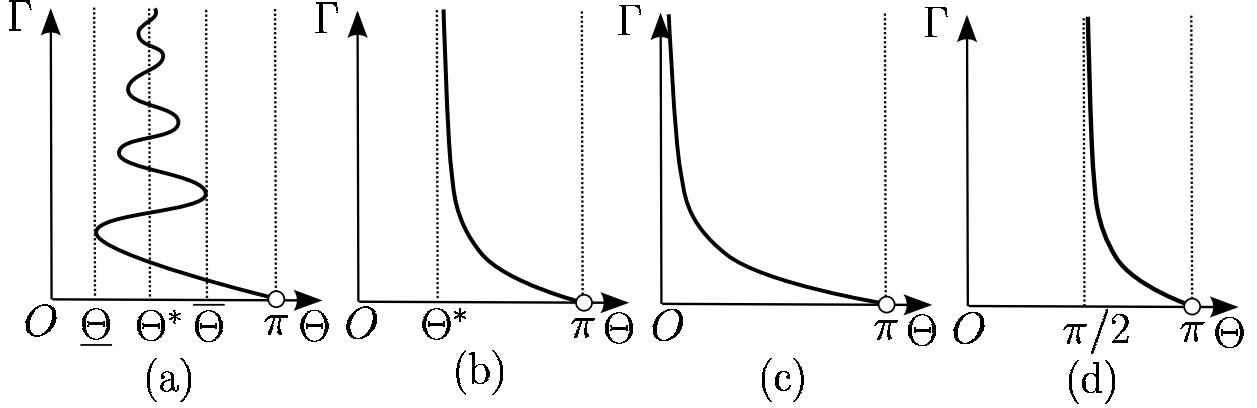 Γ Γ Γ Γ
O Θ̲ Θ* Θ̅ π Θ O Θ* π Θ O π Θ O π/2 π Θ
(a) (b) (c) (d)